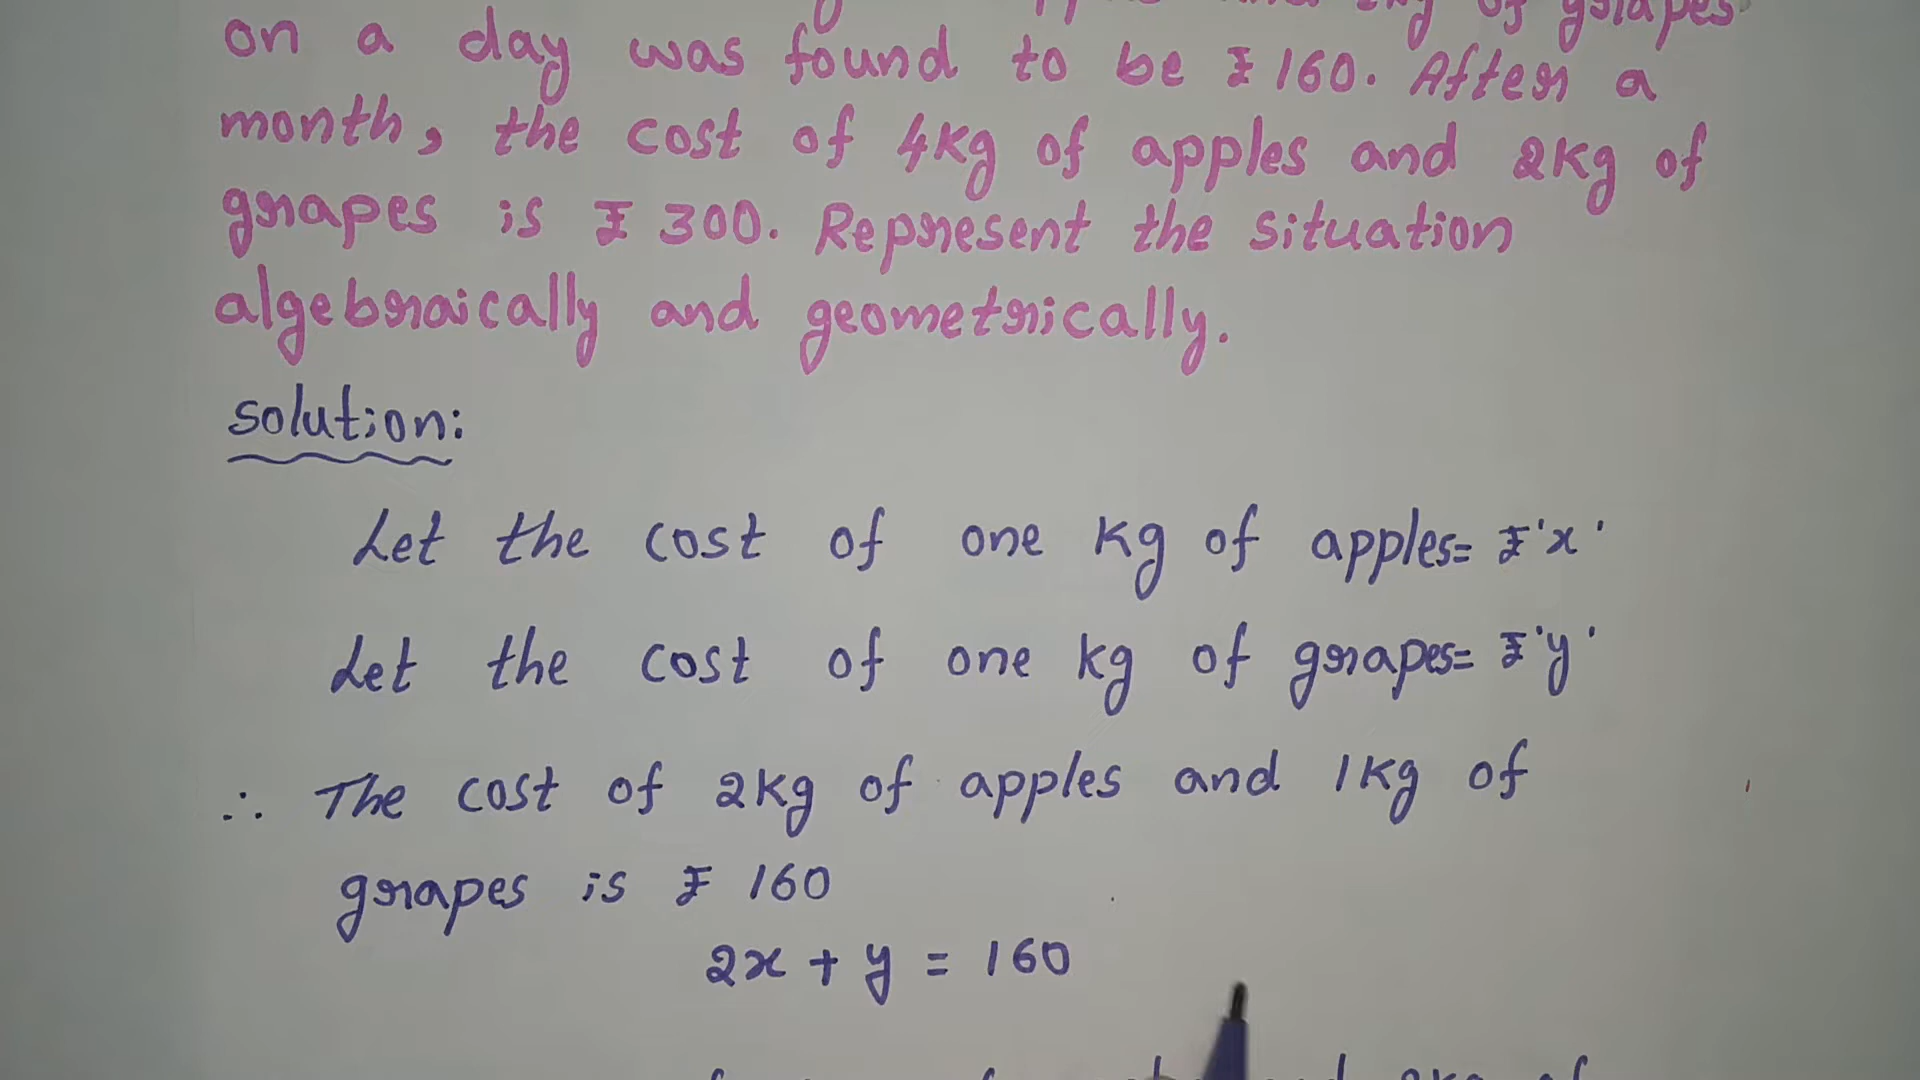 of grapes
on a day was found to be ₹ 160. After a
month, the cost of 4kg of apples and 2kg of
grapes is ₹ 300. Represent the situation
algebraically and geometrically.
Solution:
Let the cost of one kg of apples= ₹'x'
Let the cost of one kg of grapes= ₹'y'
∴ The cost of 2kg of apples and 1kg of
grapes is ₹ 160
2x + y = 160